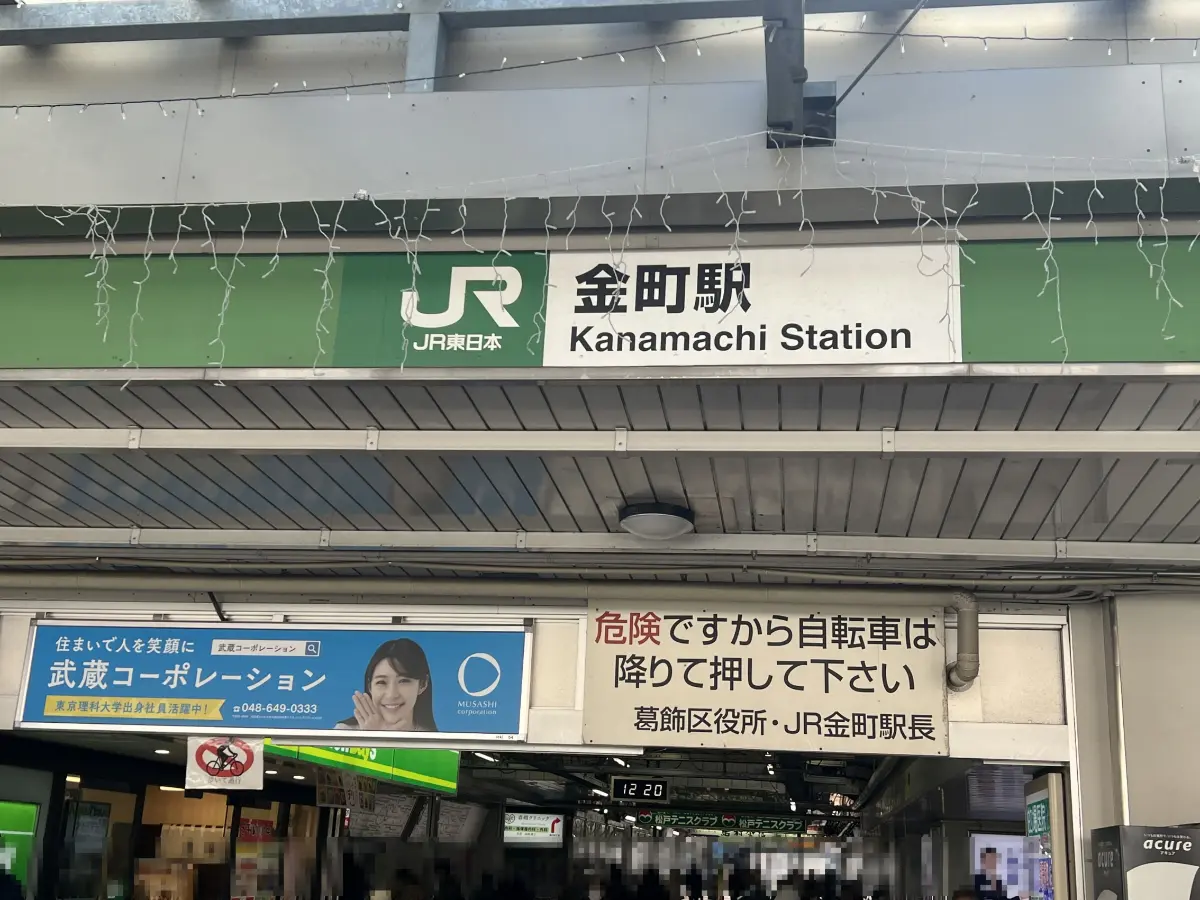 JR
JR東日本
金町駅
Kanamachi Station
住まいで人を笑顔に
武蔵コーポレーション
武蔵コーポレーション
東京理科大学出身社員活躍中!
☎048-649-0333
MUSASHI
corporation
危険ですから自転車は
降りて押して下さい
葛飾区役所・JR金町駅長
12 20
松戸テニスクラブ
松戸テニスクラブ
acure
acure